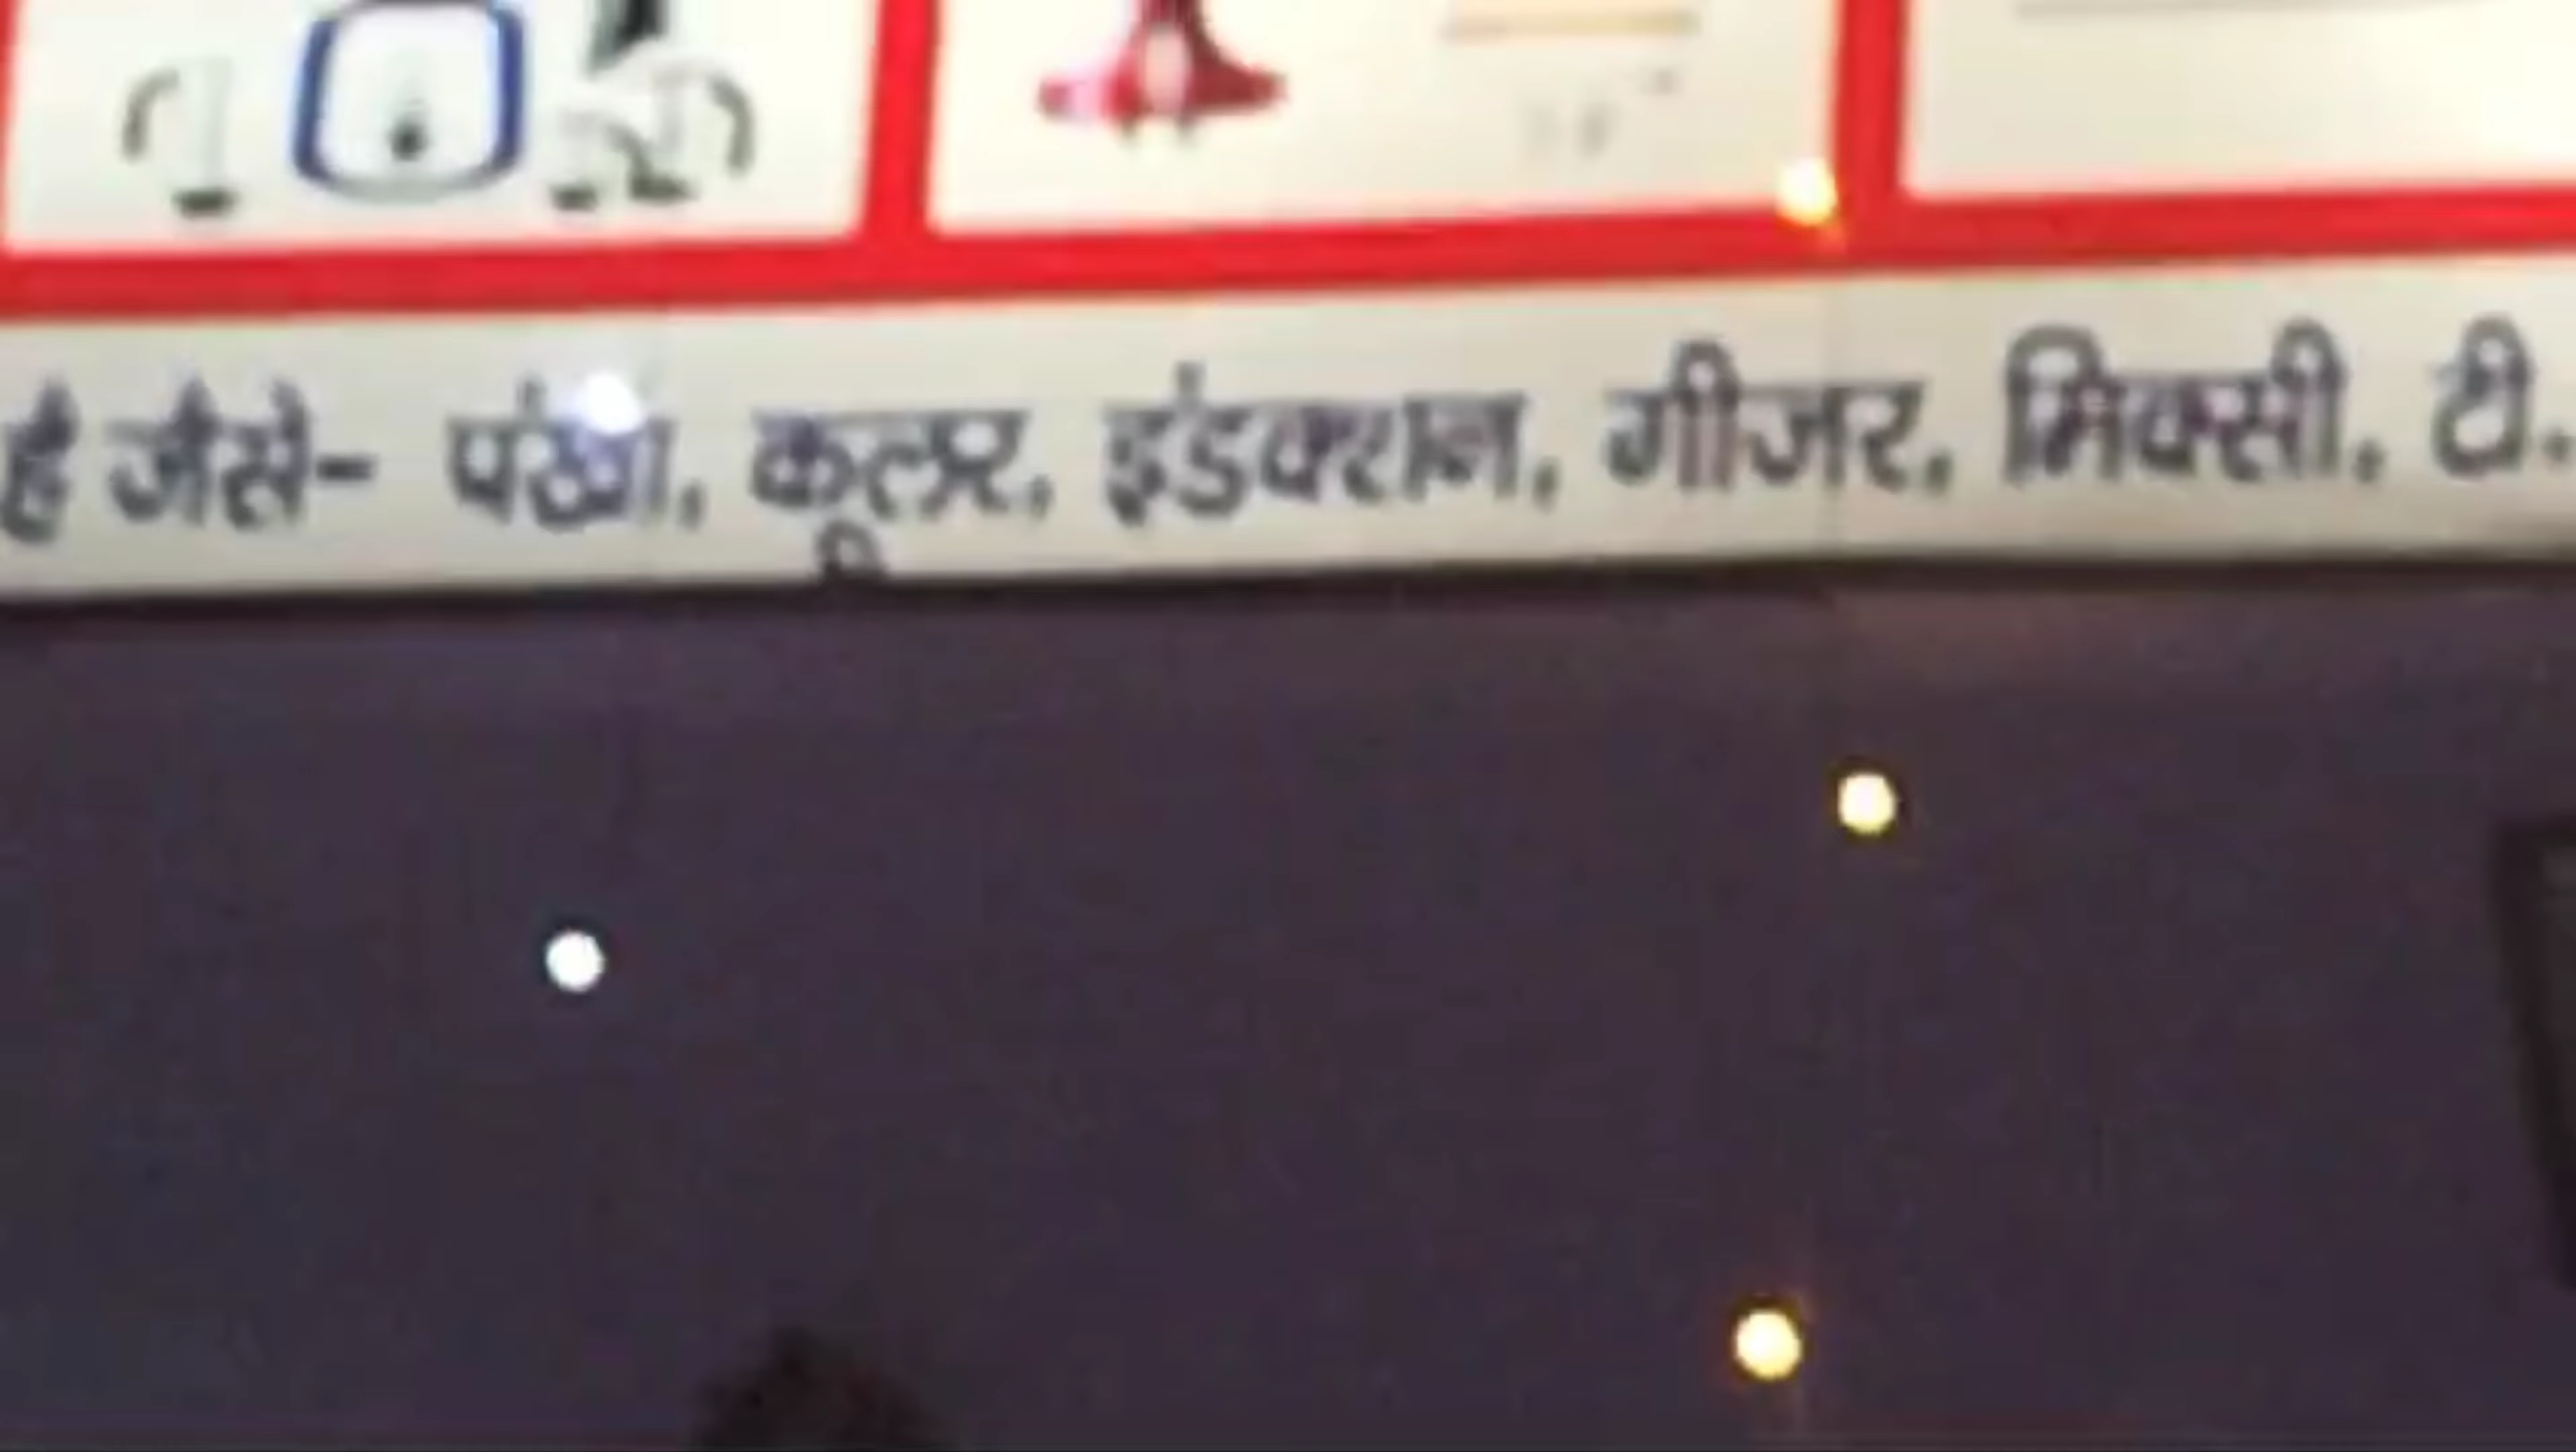 है जैसे- पंखा, कूलर, इंडक्शन, गीजर, मिक्सी, टी.